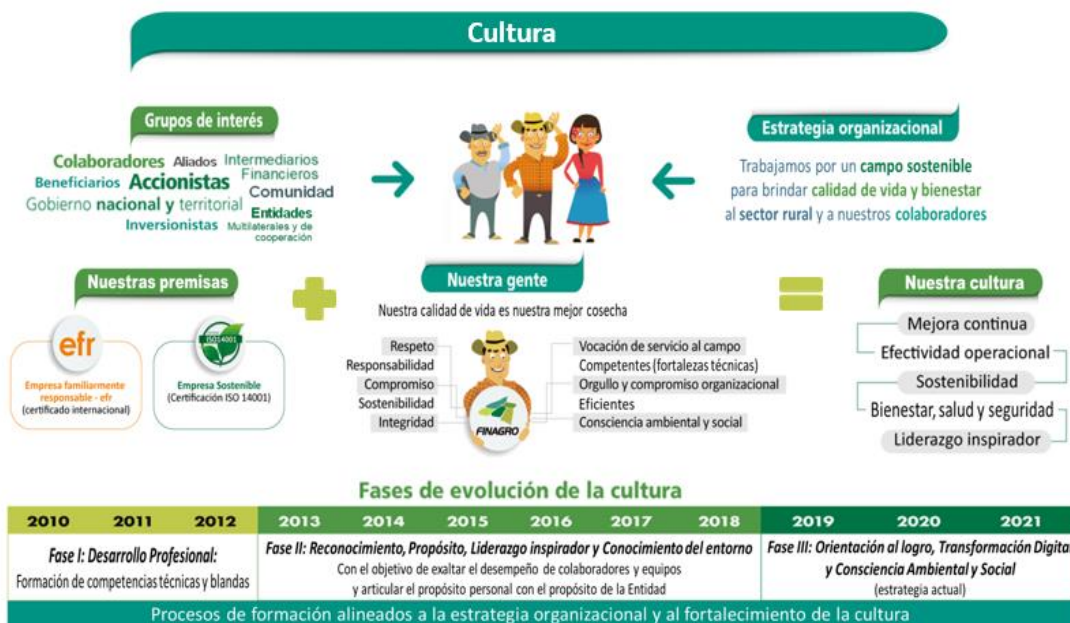 Cultura
Grupos de interés
Colaboradores Aliados Intermediarios
Financieros
Beneficiarios Accionistas Comunidad
Gobierno nacional y territorial Entidades
Inversionistas Multilaterales y de
cooperación
Estrategia organizacional
Trabajamos por un campo sostenible
para brindar calidad de vida y bienestar
al sector rural y a nuestros colaboradores
Nuestras premisas
efr
Empresa familiarmente
responsable - efr
(certificado internacional)
ISO14001
Empresa Sostenible
(Certificación ISO 14001)
Nuestra gente
Nuestra calidad de vida es nuestra mejor cosecha
Respeto
Responsabilidad
Compromiso
Sostenibilidad
Integridad
FINAGRO
Vocación de servicio al campo
Competentes (fortalezas técnicas)
Orgullo y compromiso organizacional
Eficientes
Consciencia ambiental y social
Nuestra cultura
Mejora continua
Efectividad operacional
Sostenibilidad
Bienestar, salud y seguridad
Liderazgo inspirador
Fases de evolución de la cultura
2010 2011 2012 2013 2014 2015 2016 2017 2018 2019 2020 2021
Fase I: Desarrollo Profesional:
Formación de competencias técnicas y blandas
Fase II: Reconocimiento, Propósito, Liderazgo inspirador y Conocimiento del entorno
Con el objetivo de exaltar el desempeño de colaboradores y equipos
y articular el propósito personal con el propósito de la Entidad
Fase III: Orientación al logro, Transformación Digital
y Consciencia Ambiental y Social
(estrategia actual)
Procesos de formación alineados a la estrategia organizacional y al fortalecimiento de la cultura